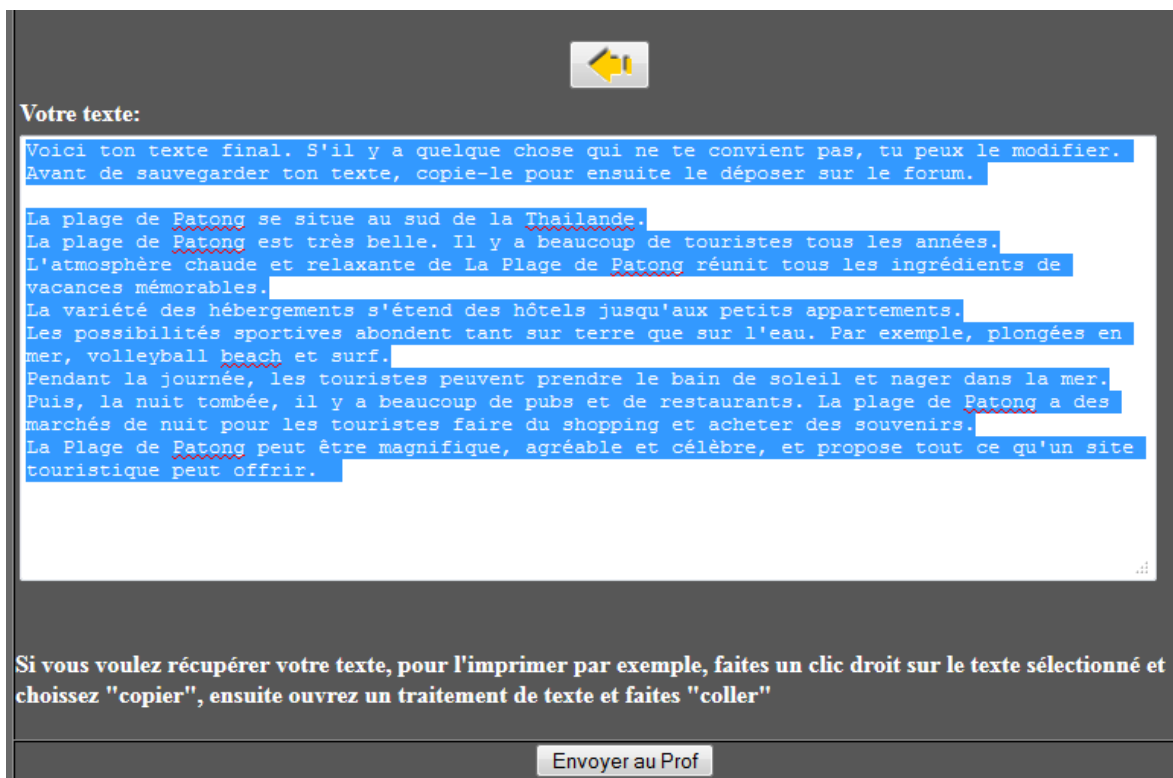 Votre texte:
Voici ton texte final. S'il y a quelque chose qui ne te convient pas, tu peux le modifier.
Avant de sauvegarder ton texte, copie-le pour ensuite le déposer sur le forum.
La plage de Patong se situe au sud de la Thailande.
La plage de Patong est très belle. Il y a beaucoup de touristes tous les années.
L'atmosphère chaude et relaxante de La Plage de Patong réunit tous les ingrédients de
vacances mémorables.
La variété des hébergements s'étend des hôtels jusqu'aux petits appartements.
Les possibilités sportives abondent tant sur terre que sur l'eau. Par exemple, plongées en
mer, volleyball beach et surf.
Pendant la journée, les touristes peuvent prendre le bain de soleil et nager dans la mer.
Puis, la nuit tombée, il y a beaucoup de pubs et de restaurants. La plage de Patong a des
marchés de nuit pour les touristes faire du shopping et acheter des souvenirs.
La Plage de Patong peut être magnifique, agréable et célèbre, et propose tout ce qu'un site
touristique peut offrir.
Si vous voulez récupérer votre texte, pour l'imprimer par exemple, faites un clic droit sur le texte sélectionné et
choissez "copier", ensuite ouvrez un traitement de texte et faites "coller"
Envoyer au Prof